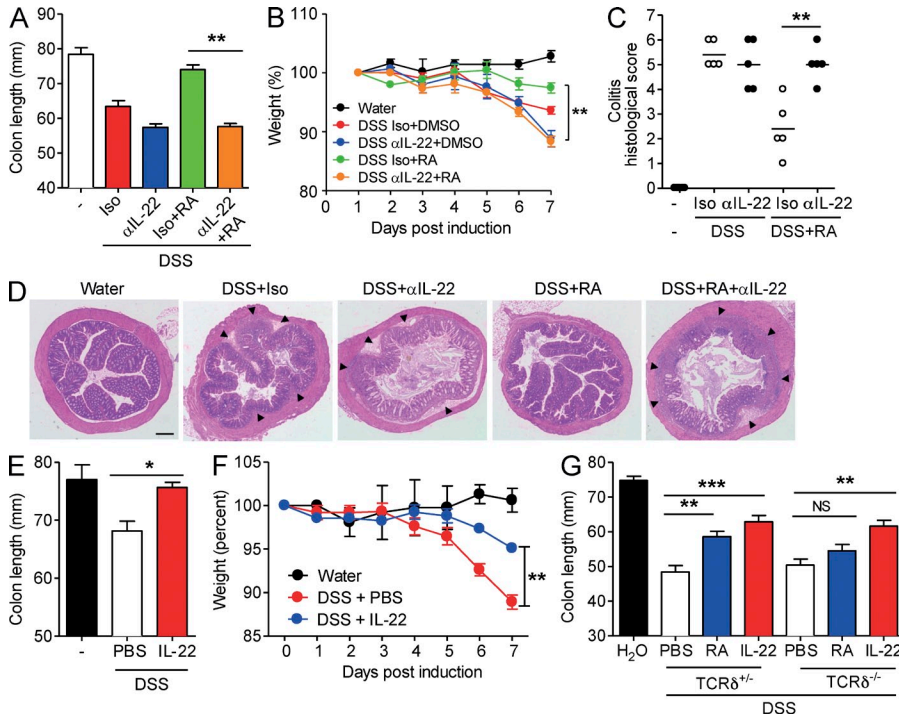 A
Colon length (mm)
90
80
70
60
50
40
**
-
Iso
αIL-22
Iso+RA
αIL-22
+RA
DSS
B
Weight (%)
110
100
90
80
**
Water
DSS Iso+DMSO
DSS αIL-22+DMSO
DSS Iso+RA
DSS αIL-22+RA
0 1 2 3 4 5 6 7
Days post induction
C
Colitis
histological score
7
6
5
4
3
2
1
0
**
Iso αIL-22 Iso αIL-22
- DSS DSS+RA
D
Water DSS+Iso DSS+αIL-22 DSS+RA DSS+RA+αIL-22
E
Colon length (mm)
80
70
60
50
*
- PBS IL-22
DSS
F
Weight (percent)
105
100
95
90
85
**
Water
DSS + PBS
DSS + IL-22
0 1 2 3 4 5 6 7
Days post induction
G
Colon length (mm)
80
70
60
50
40
30
***
**
**
NS
H₂O PBS RA IL-22 PBS RA IL-22
TCRδ+/- TCRδ-/-
DSS